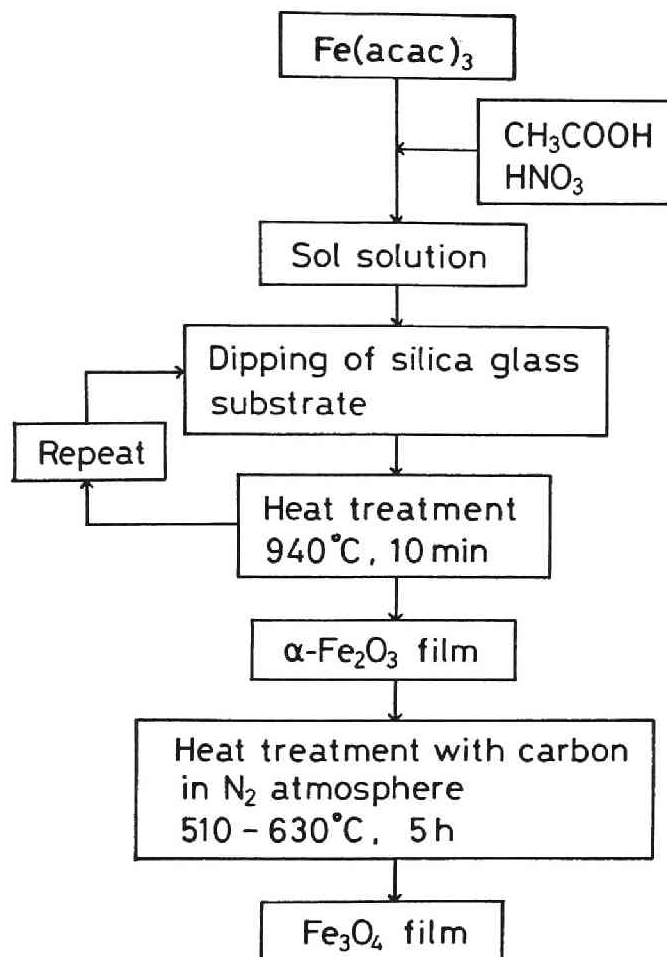 Fe(acac)₃
CH₃COOH
HNO₃
Sol solution
Dipping of silica glass
substrate
Repeat
Heat treatment
940°C, 10 min
α-Fe₂O₃ film
Heat treatment with carbon
in N₂ atmosphere
510 – 630°C, 5 h
Fe₃O₄ film